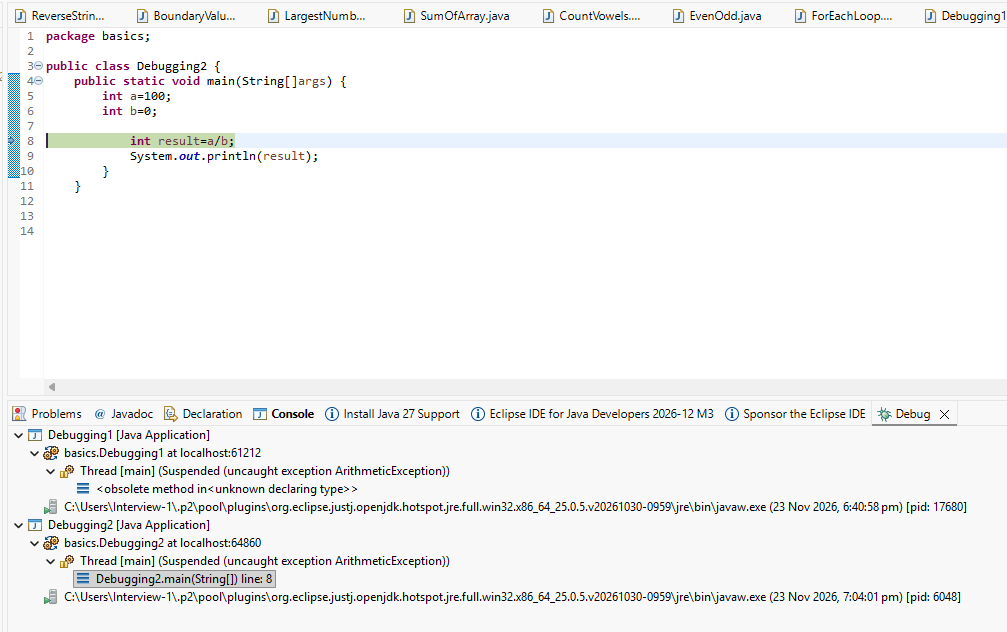 ReverseStrin... BoundaryValu... LargestNumb... SumOfArray.java CountVowels.... EvenOdd.java ForEachLoop.... Debugging1
1 package basics;
2
3 public class Debugging2 {
4 public static void main(String[]args) {
5 int a=100;
6 int b=0;
7
8 int result=a/b;
9 System.out.println(result);
10 }
11 }
12
13
14
Problems @ Javadoc Declaration Console Install Java 27 Support Eclipse IDE for Java Developers 2026-12 M3 Sponsor the Eclipse IDE Debug
Debugging1 [Java Application]
basics.Debugging1 at localhost:61212
Thread [main] (Suspended (uncaught exception ArithmeticException))
<obsolete method in<unknown declaring type>>
C:\Users\Interview-1\.p2\pool\plugins\org.eclipse.justj.openjdk.hotspot.jre.full.win32.x86_64_25.0.5.v20261030-0959\jre\bin\javaw.exe (23 Nov 2026, 6:40:58 pm) [pid: 17680]
Debugging2 [Java Application]
basics.Debugging2 at localhost:64860
Thread [main] (Suspended (uncaught exception ArithmeticException))
Debugging2.main(String[]) line: 8
C:\Users\Interview-1\.p2\pool\plugins\org.eclipse.justj.openjdk.hotspot.jre.full.win32.x86_64_25.0.5.v20261030-0959\jre\bin\javaw.exe (23 Nov 2026, 7:04:01 pm) [pid: 6048]